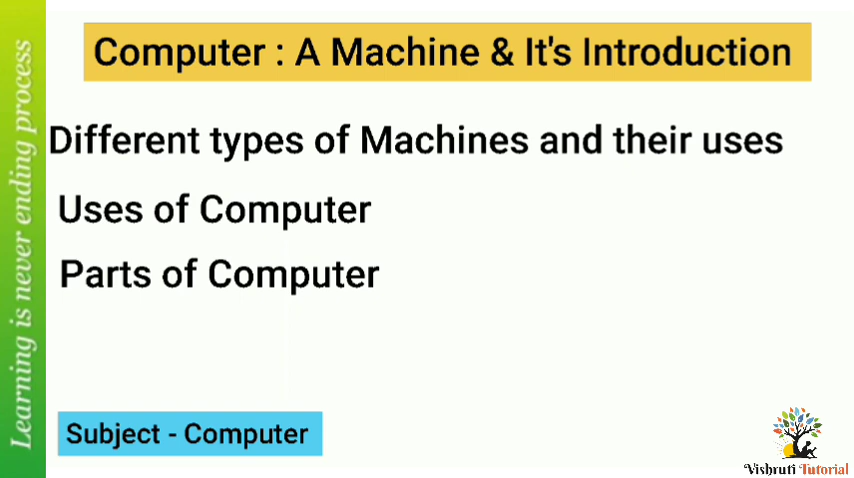 Computer : A Machine & It's Introduction
Different types of Machines and their uses
Uses of Computer
Parts of Computer
Subject - Computer
Learning is never ending process
Vishruti Tutorial